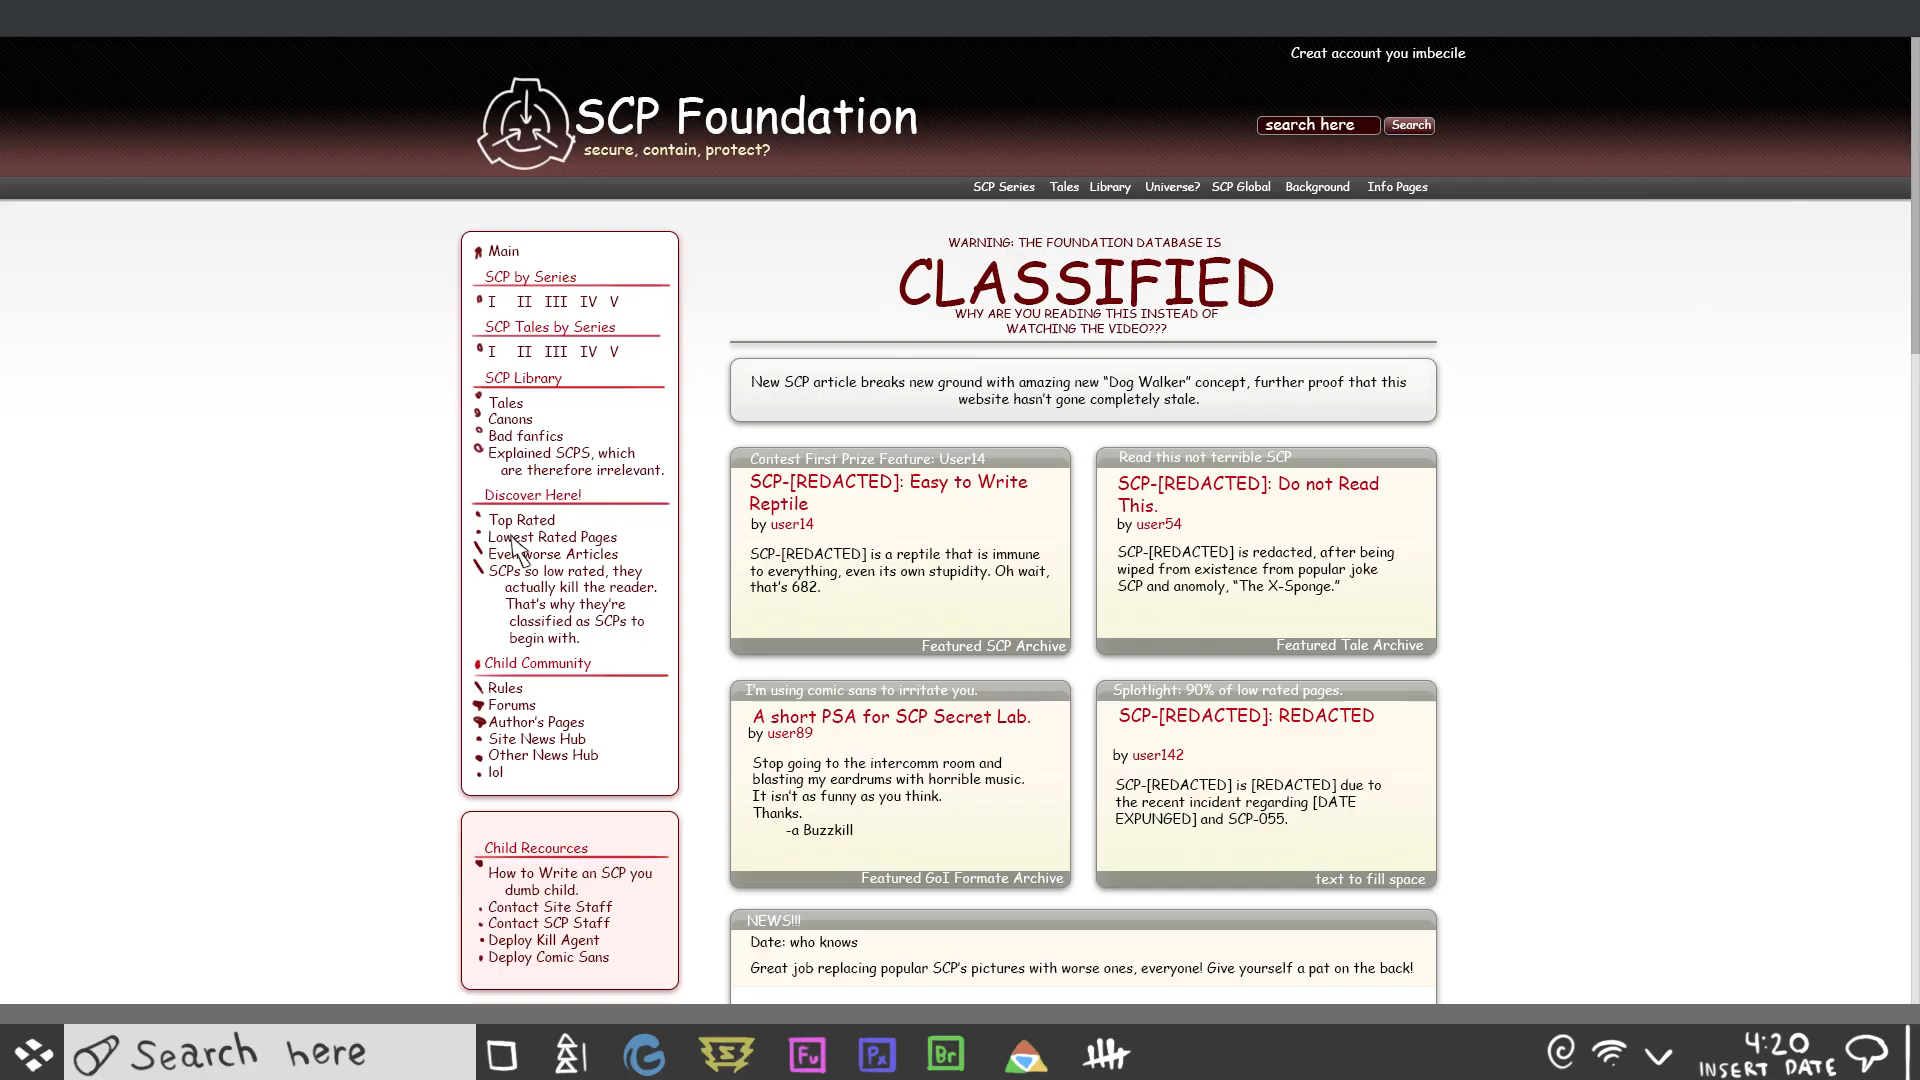 Creat account you imbecile
SCP Foundation
secure, contain, protect?
search here
Search
SCP Series Tales Library Universe? SCP Global Background Info Pages
Main
SCP by Series
I II III IV V
SCP Tales by Series
I II III IV V
SCP Library
Tales
Canons
Bad fanfics
Explained SCPS, which
are therefore irrelevant.
Discover Here!
Top Rated
Lowest Rated Pages
Even worse Articles
SCPs so low rated, they
actually kill the reader.
That's why they're
classified as SCPs to
begin with.
Child Community
Rules
Forums
Author's Pages
Site News Hub
Other News Hub
lol
Child Recources
How to Write an SCP you
dumb child.
Contact Site Staff
Contact SCP Staff
Deploy Kill Agent
Deploy Comic Sans
WARNING: THE FOUNDATION DATABASE IS
CLASSIFIED
WHY ARE YOU READING THIS INSTEAD OF
WATCHING THE VIDEO???
New SCP article breaks new ground with amazing new “Dog Walker” concept, further proof that this
website hasn't gone completely stale.
Contest First Prize Feature: User14
SCP-[REDACTED]: Easy to Write
Reptile
by user14
SCP-[REDACTED] is a reptile that is immune
to everything, even its own stupidity. Oh wait,
that's 682.
Featured SCP Archive
Read this not terrible SCP
SCP-[REDACTED]: Do not Read
This.
by user54
SCP-[REDACTED] is redacted, after being
wiped from existence from popular joke
SCP and anomoly, “The X-Sponge.”
Featured Tale Archive
I'm using comic sans to irritate you.
A short PSA for SCP Secret Lab.
by user89
Stop going to the intercomm room and
blasting my eardrums with horrible music.
It isn't as funny as you think.
Thanks.
-a Buzzkill
Featured GoI Formate Archive
Splotlight: 90% of low rated pages.
SCP-[REDACTED]: REDACTED
by user142
SCP-[REDACTED] is [REDACTED] due to
the recent incident regarding [DATE
EXPUNGED] and SCP-055.
text to fill space
NEWS!!!
Date: who knows
Great job replacing popular SCP's pictures with worse ones, everyone! Give yourself a pat on the back!
Search here
Fu
Px
Br
4:20
INSERT DATE